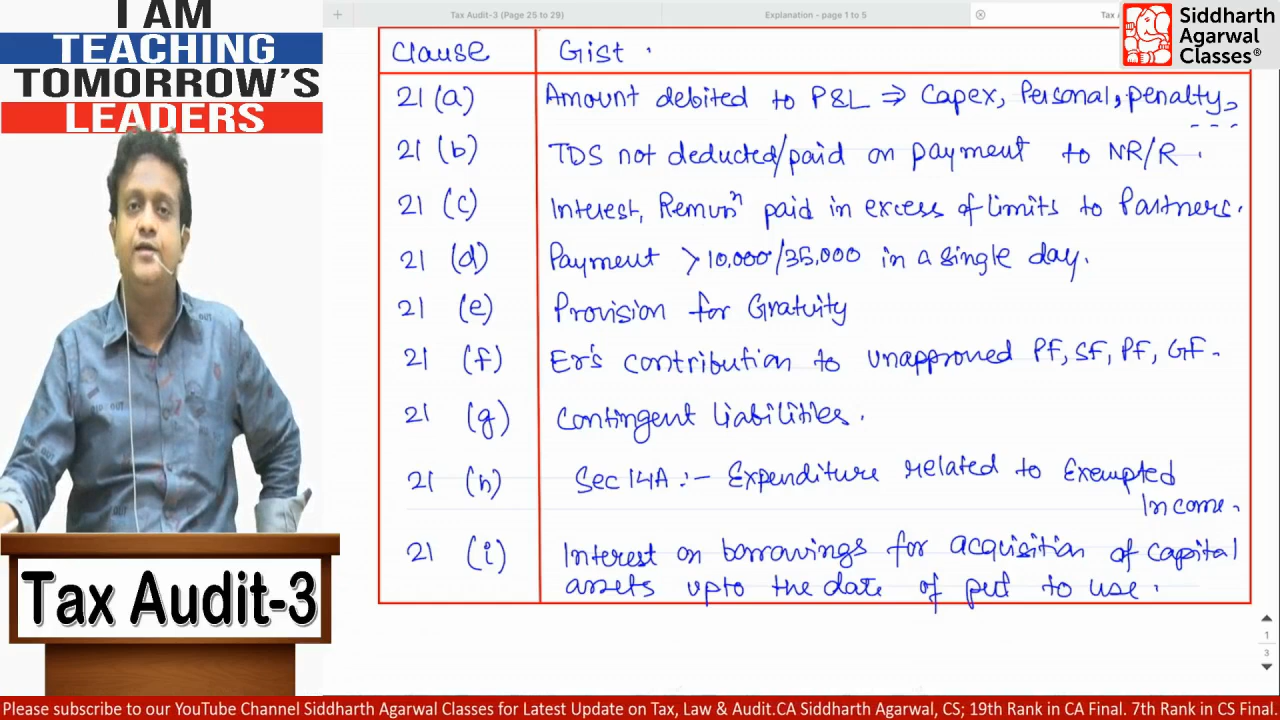 I AM
TEACHING
TOMORROW'S
LEADERS
Tax Audit-3 (Page 25 to 29)
Explanation - page 1 to 5
Tax A
Siddharth
Agarwal
Classes®
Clause Gist .
21 (a) Amount debited to P&L ⇒ Capex, Personal, penalty, ---
21 (b) TDS not deducted/paid on payment to NR/R .
21 (c) Interest, Remunⁿ paid in excess of limits to Partners.
21 (d) Payment > 10,000/35,000 in a single day.
21 (e) Provision for Gratuity
21 (f) Er's contribution to unapproved PF, SF, PF, GF.
21 (g) Contingent liabilities.
21 (h) Sec 14A :- Expenditure related to Exempted
Income.
21 (i) Interest on borrowings for acquisition of capital
assets upto the date of put to use.
Tax Audit-3
1
3
Please subscribe to our YouTube Channel Siddharth Agarwal Classes for Latest Update on Tax, Law & Audit.CA Siddharth Agarwal, CS; 19th Rank in CA Final. 7th Rank in CS Final.